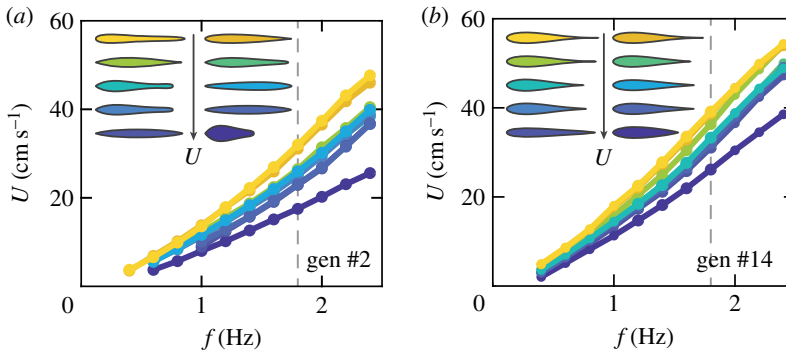 (a)
60
40
20
0
U (cm s⁻¹)
U
gen #2
1
2
f (Hz)
(b)
60
40
20
0
U (cm s⁻¹)
U
gen #14
1
2
f (Hz)